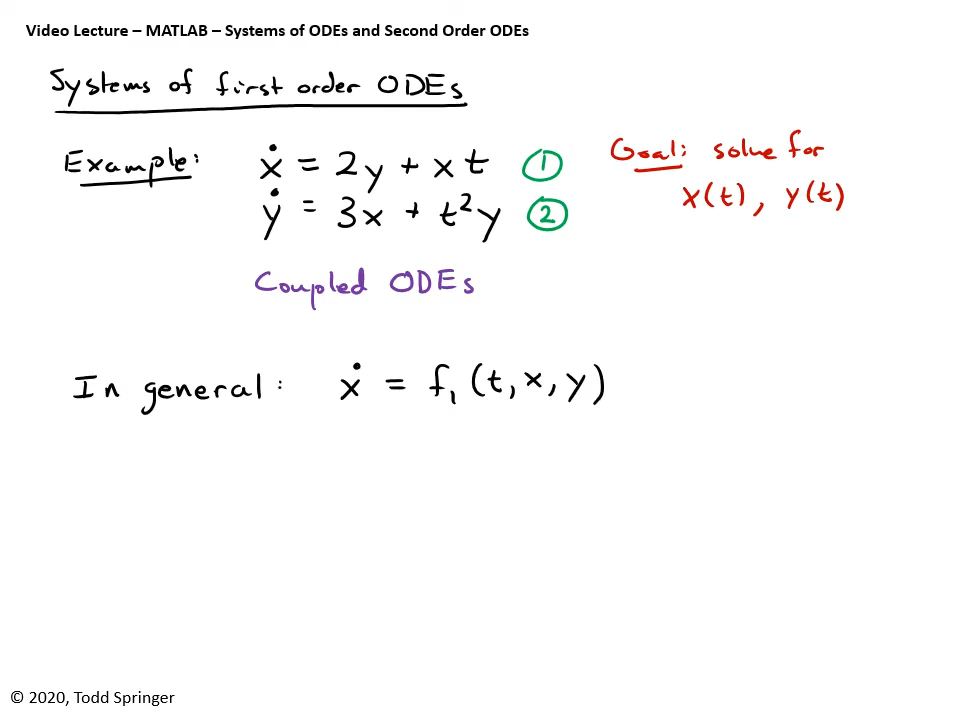 Video Lecture – MATLAB – Systems of ODEs and Second Order ODEs
Systems of first order ODEs
Example: ẋ = 2y + xt ①
ẏ = 3x + t²y ②
Goal: solve for
x(t), y(t)
Coupled ODEs
In general: ẋ = f₁(t, x, y)
© 2020, Todd Springer